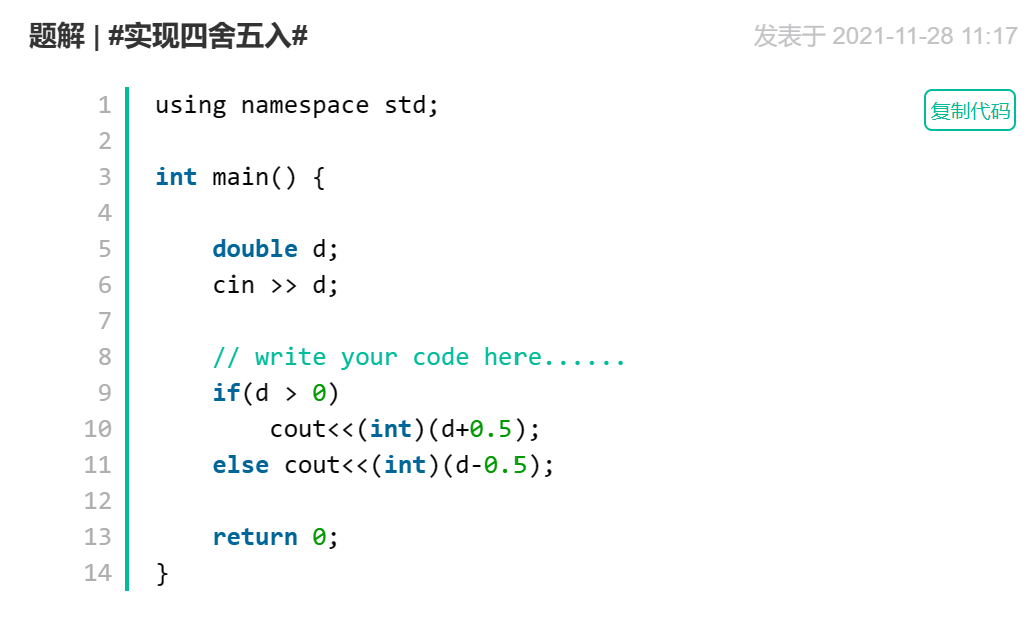 题解 | #实现四舍五入#
发表于 2021-11-28 11:17
复制代码
1 using namespace std;
2
3 int main() {
4
5     double d;
6     cin >> d;
7
8     // write your code here......
9     if(d > 0)
10         cout<<(int)(d+0.5);
11     else cout<<(int)(d-0.5);
12
13     return 0;
14 }